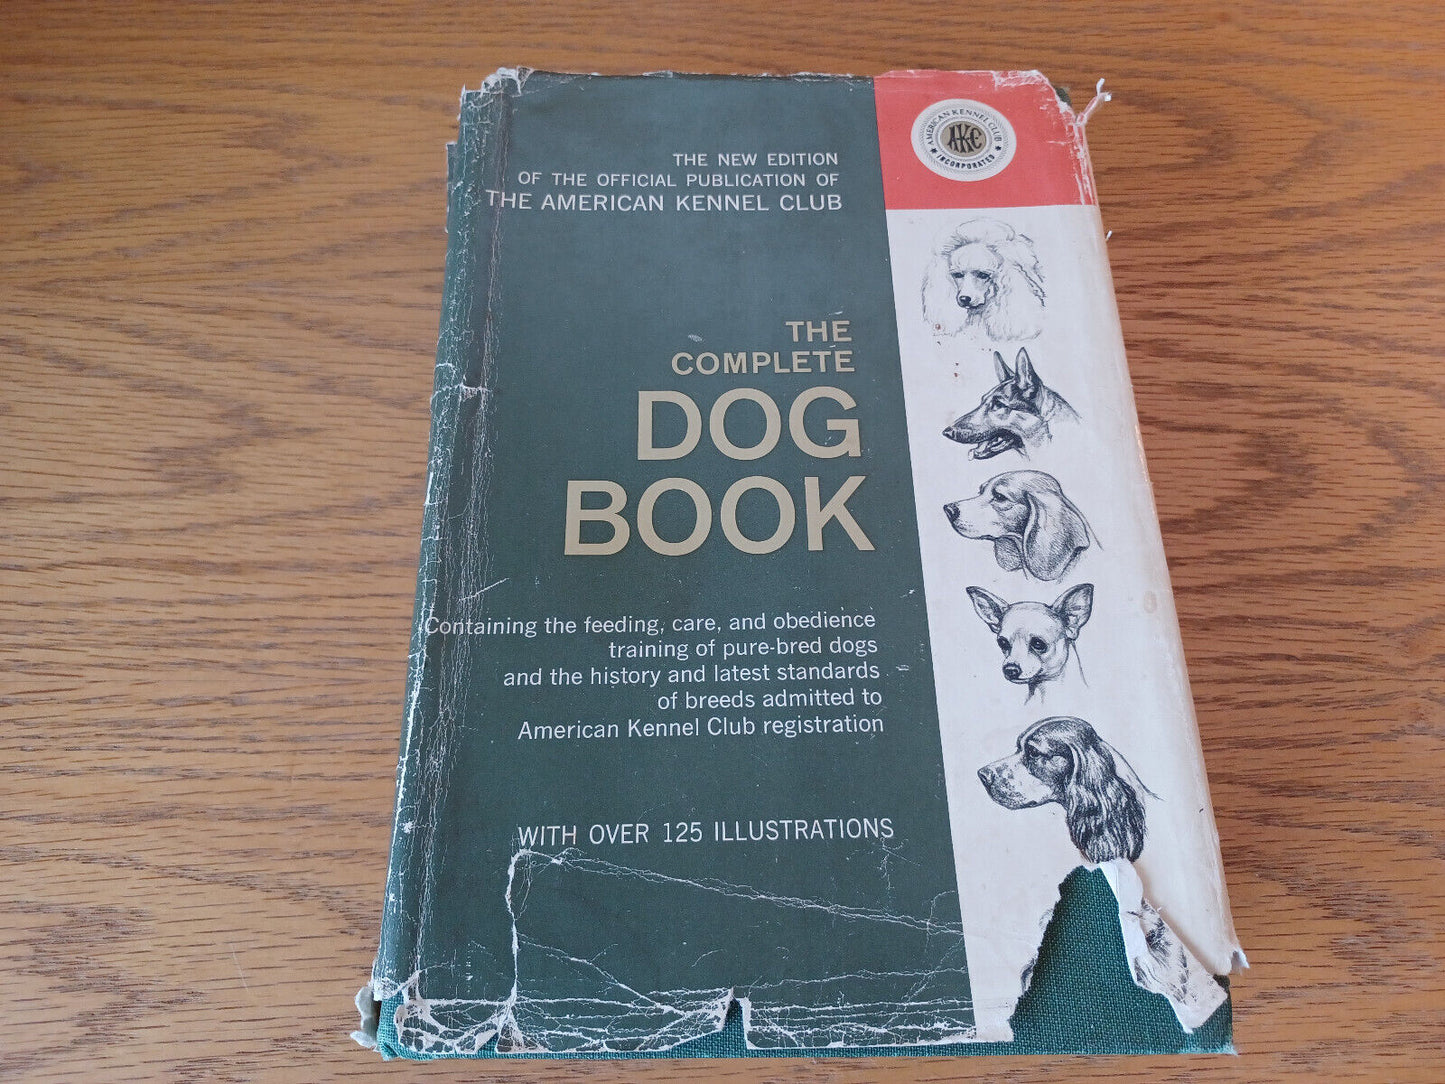 THE NEW EDITION
OF THE OFFICIAL PUBLICATION OF
THE AMERICAN KENNEL CLUB
AMERICAN KENNEL CLUB
AKC
★ INCORPORATED ★
THE
COMPLETE
DOG
BOOK
Containing the feeding, care, and obedience
training of pure-bred dogs
and the history and latest standards
of breeds admitted to
American Kennel Club registration
WITH OVER 125 ILLUSTRATIONS